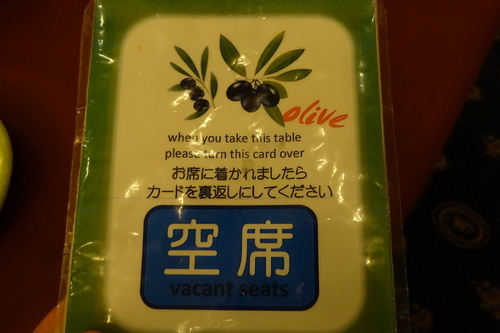 olive
when you take this table
please turn this card over
お席に着かれましたら
カードを裏返しにしてください
空席
vacant seats